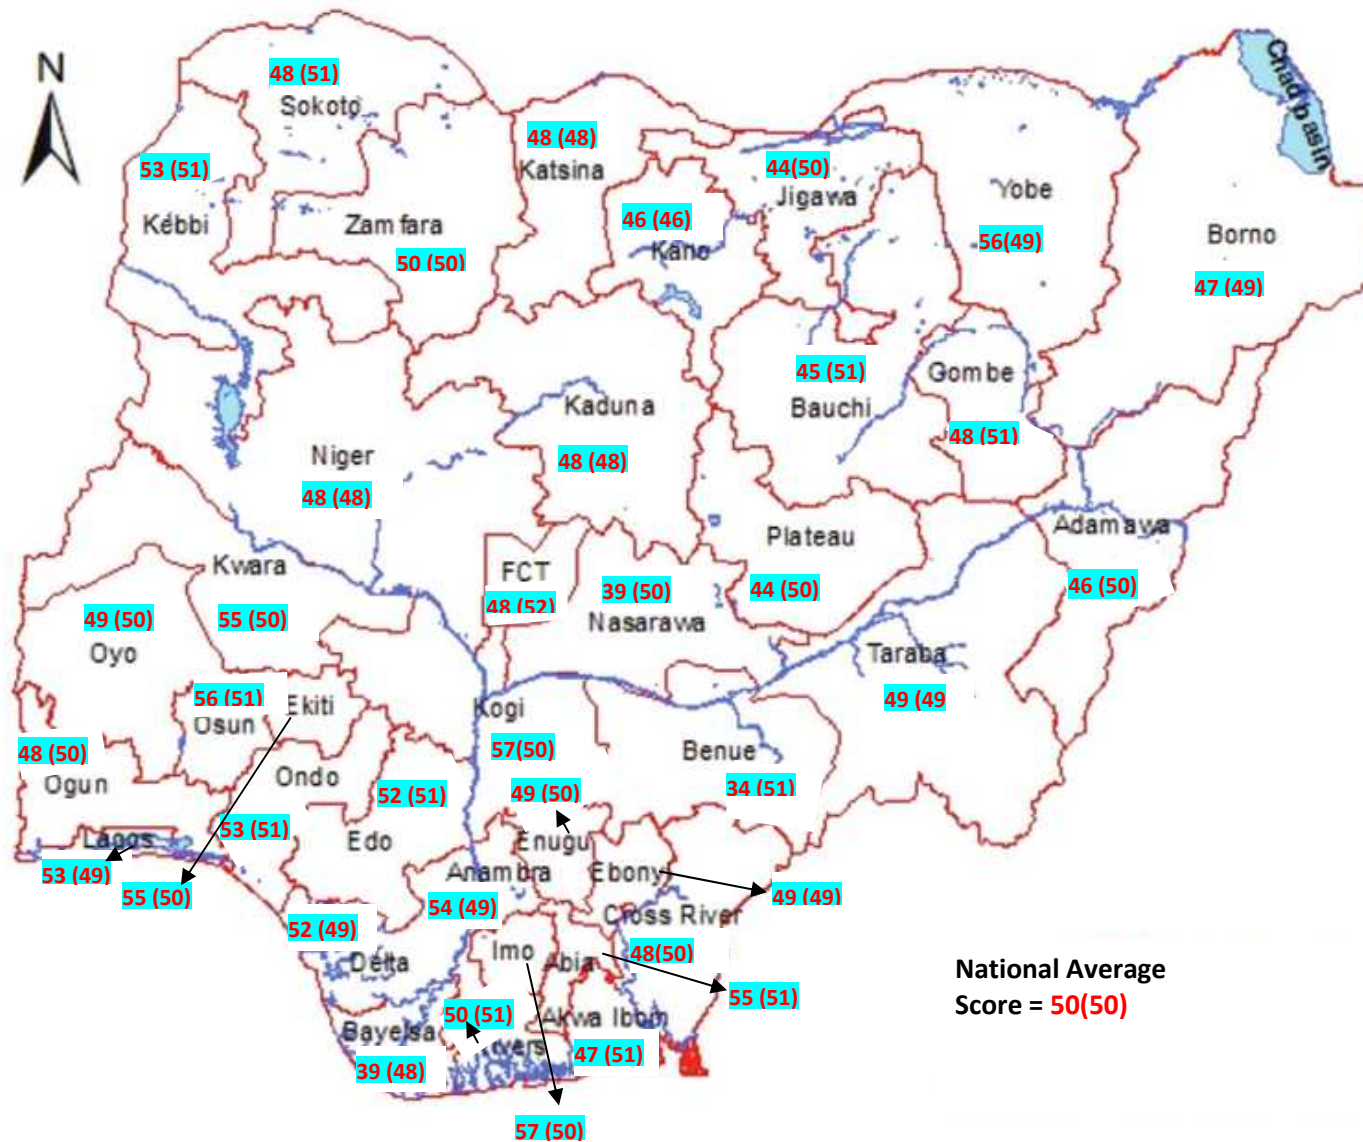 N
48 (51)
Sokoto
53 (51)
Kebbi
Zamfara
50 (50)
48 (48)
Katsina
46 (46)
Kano
44(50)
Jigawa
Yobe
56(49)
Borno
47 (49)
Chad basin
45 (51)
Bauchi
Gombe
48 (51)
Kaduna
48 (48)
Niger
48 (48)
Plateau
44 (50)
Adamawa
46 (50)
FCT
48 (52)
39 (50)
Nasarawa
Kwara
55 (50)
49 (50)
Oyo
Taraba
49 (49
56 (51)
Osun
Ekiti
Kogi
57(50)
49 (50)
Benue
34 (51)
48 (50)
Ogun
Ondo
52 (51)
53 (51)
Edo
Enugu
Lagos
53 (49)
55 (50)
Anambra
54 (49)
Ebonyi
49 (49)
Cross River
48(50)
52 (49)
Delta
Imo
Abia
55 (51)
50 (51)
Akwa Ibom
Bayelsa
Rivers
47 (51)
39 (48)
57 (50)
National Average
Score = 50(50)